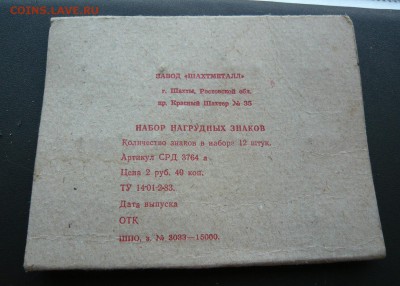 COINS.LAVE.RU
ЗАВОД «ШАХТМЕТАЛЛ»
г. Шахты, Ростовской обл.
пр. Красный Шахтер № 55
НАБОР НАГРУДНЫХ ЗНАКОВ
Количество знаков в наборе 12 штук.
Артикул СРД 3764 а
Цена 2 руб. 40 коп.
ТУ 14-01-2-83.
Дата выпуска
ОТК
ШПО, з. № 3033—15000.